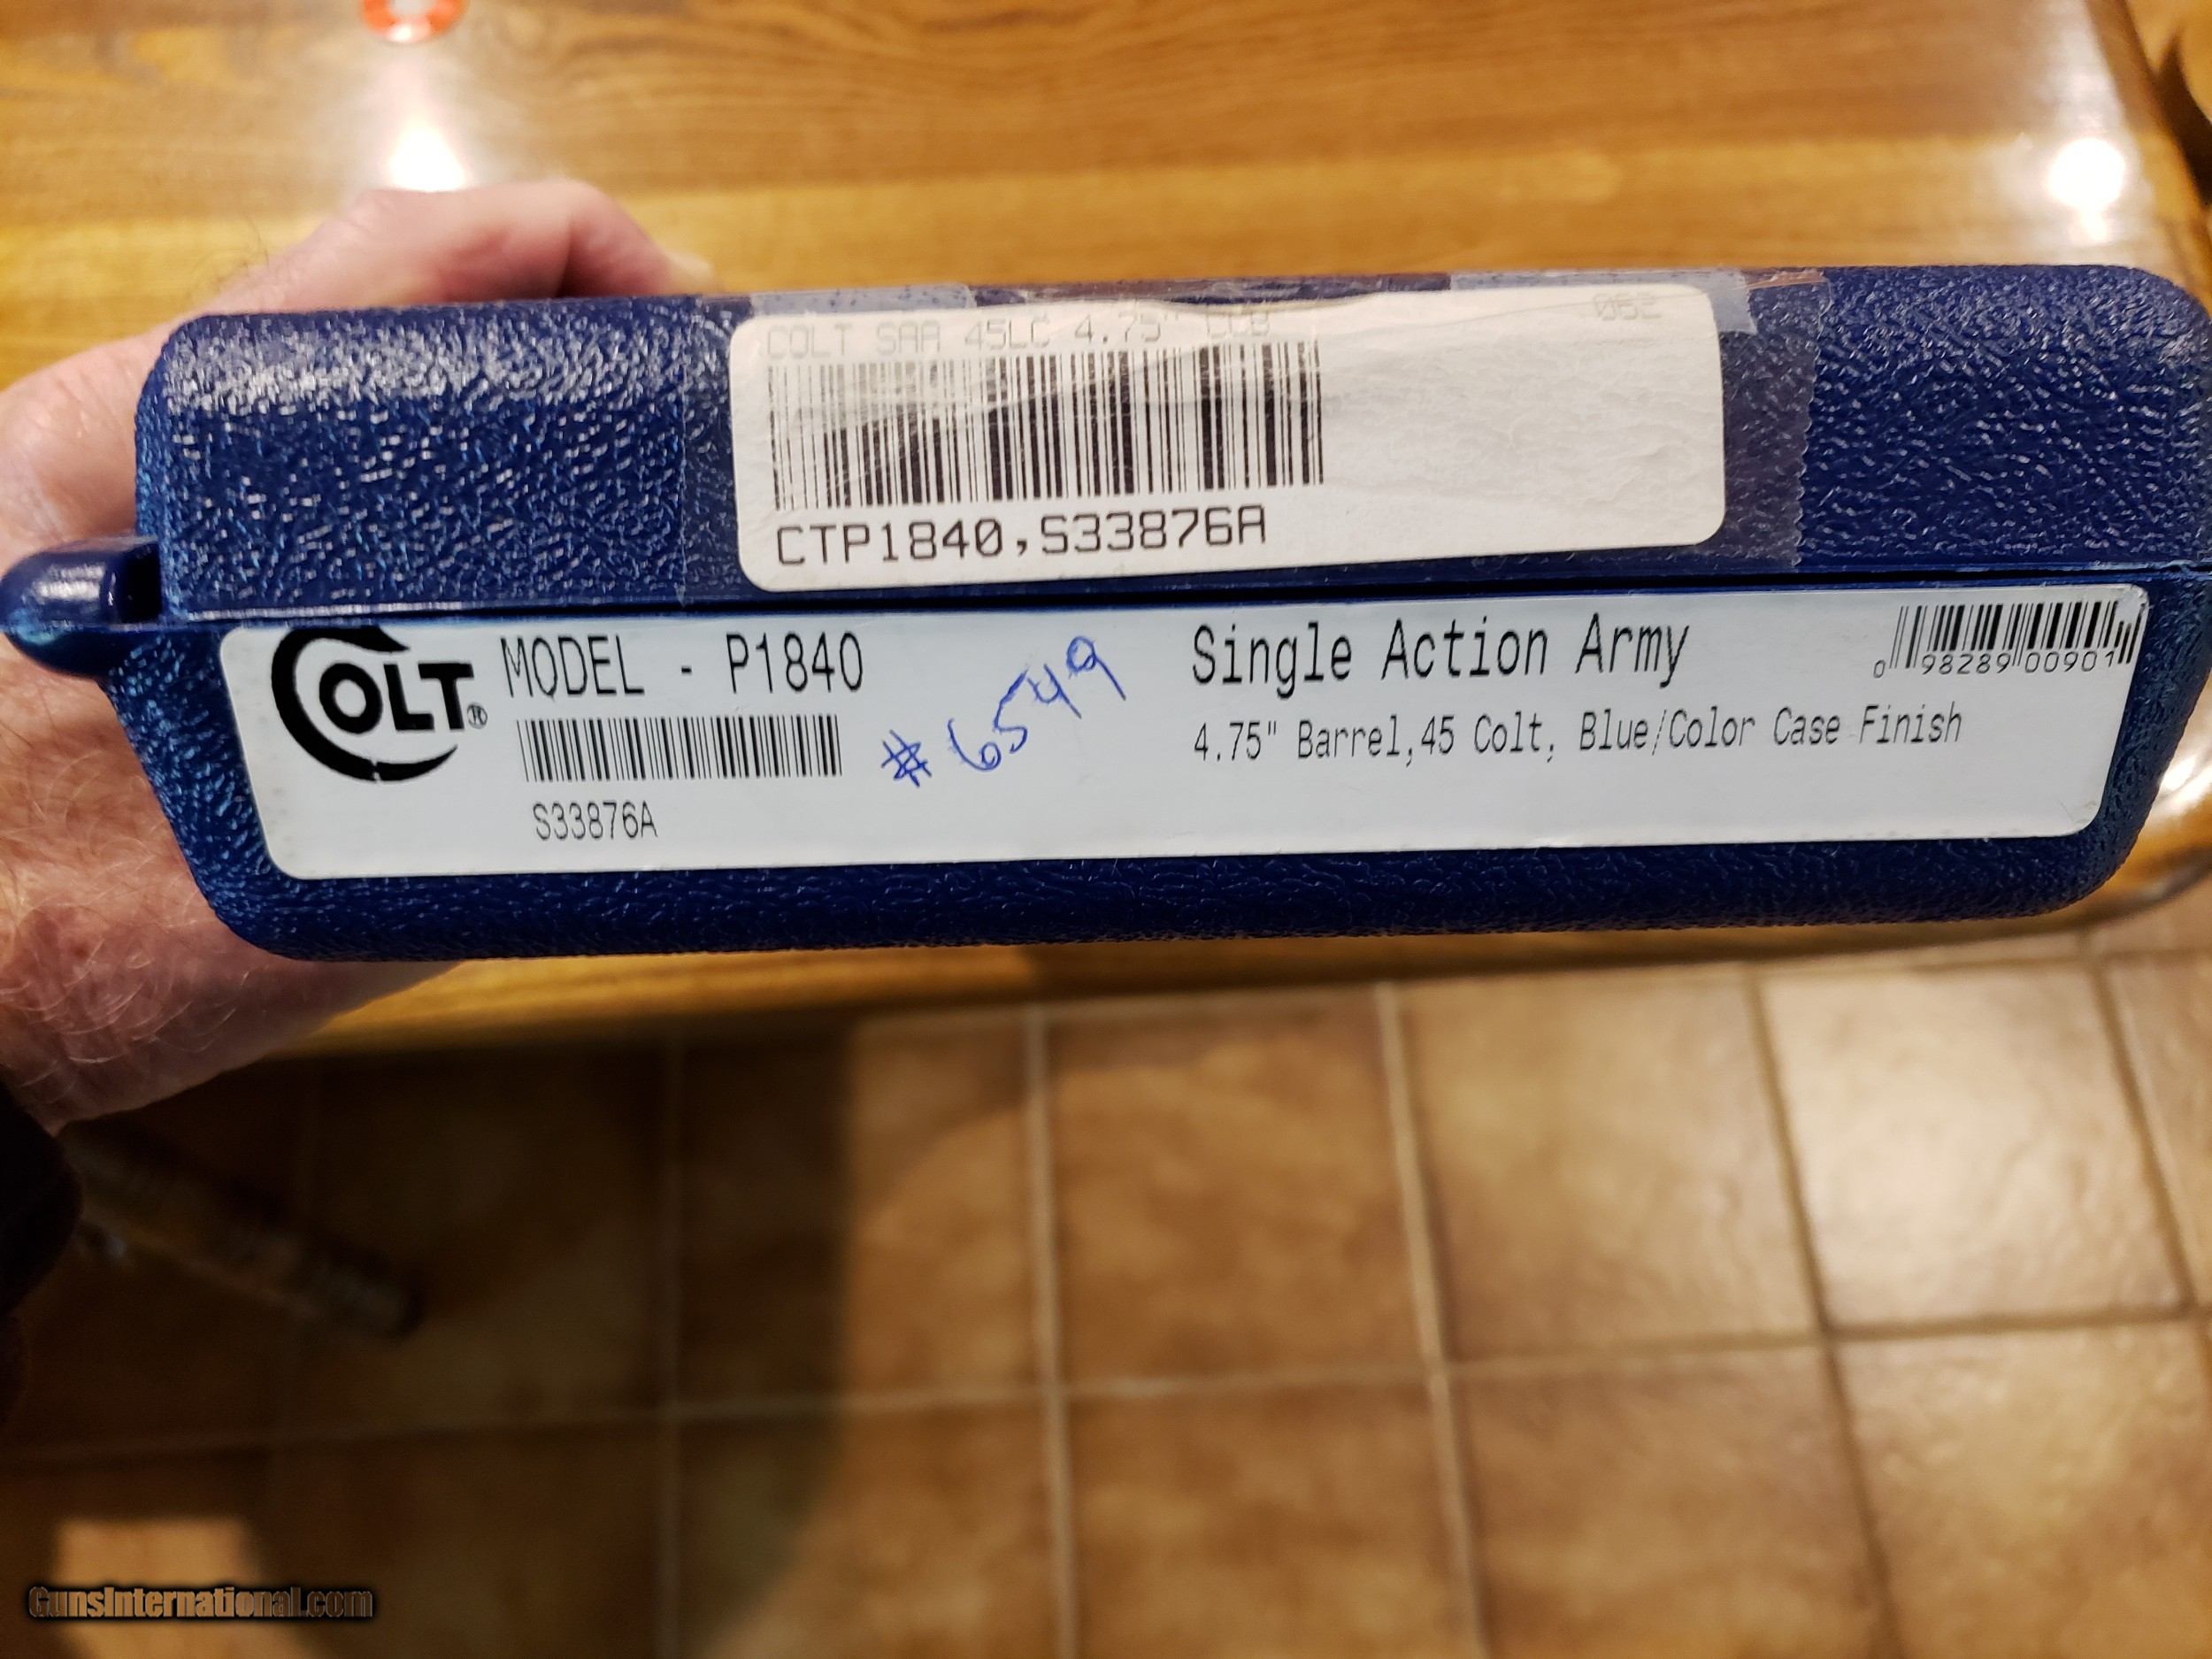 COLT SAA 45LC 4.75" CCB 062
CTP1840,S33876A
COLT® MODEL - P1840
#6549
Single Action Army
0 98289 00901
4.75" Barrel,45 Colt, Blue/Color Case Finish
S33876A
GunsInternational.com